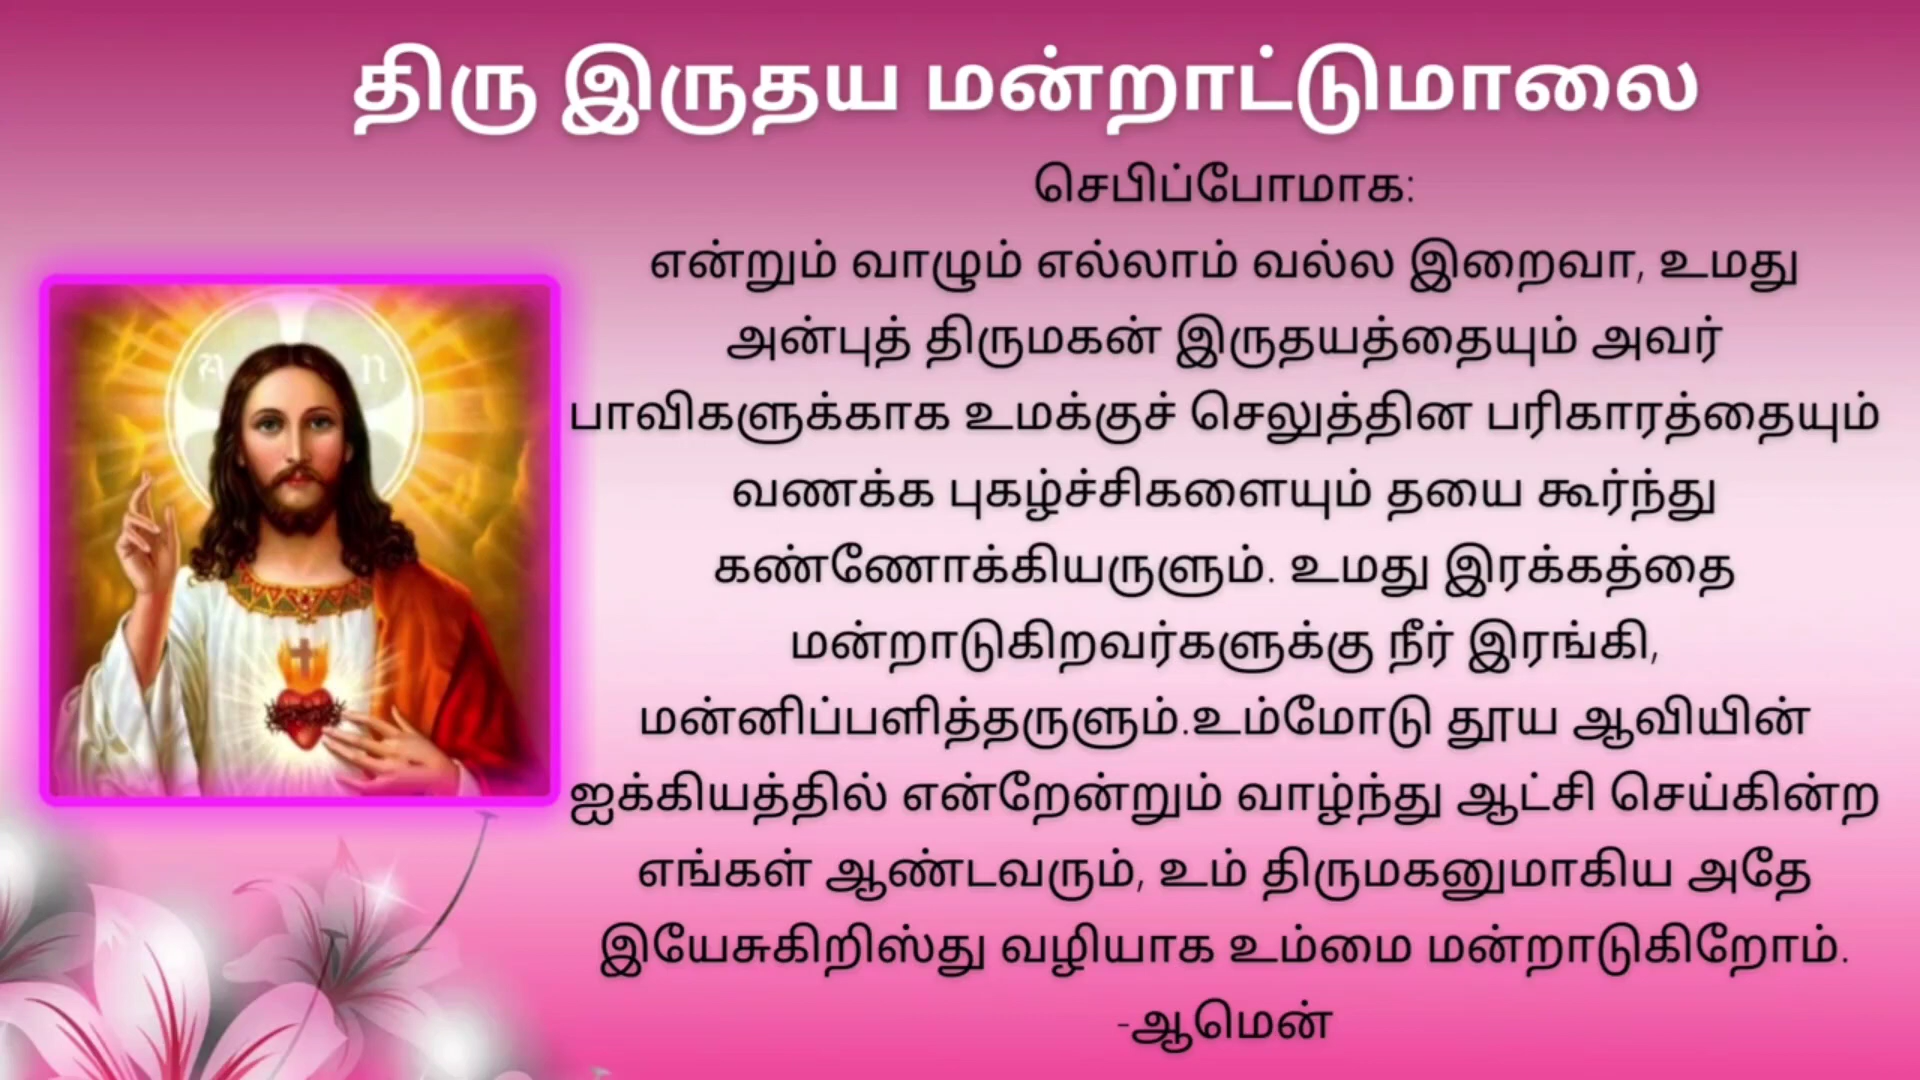 திரு இருதய மன்றாட்டுமாலை
செபிப்போமாக:
என்றும் வாழும் எல்லாம் வல்ல இறைவா, உமது
அன்புத் திருமகன் இருதயத்தையும் அவர்
பாவிகளுக்காக உமக்குச் செலுத்தின பரிகாரத்தையும்
வணக்க புகழ்ச்சிகளையும் தயை கூர்ந்து
கண்ணோக்கியருளும். உமது இரக்கத்தை
மன்றாடுகிறவர்களுக்கு நீர் இரங்கி,
மன்னிப்பளித்தருளும்.உம்மோடு தூய ஆவியின்
ஐக்கியத்தில் என்றேன்றும் வாழ்ந்து ஆட்சி செய்கின்ற
எங்கள் ஆண்டவரும், உம் திருமகனுமாகிய அதே
இயேசுகிறிஸ்து வழியாக உம்மை மன்றாடுகிறோம்.
-ஆமென்